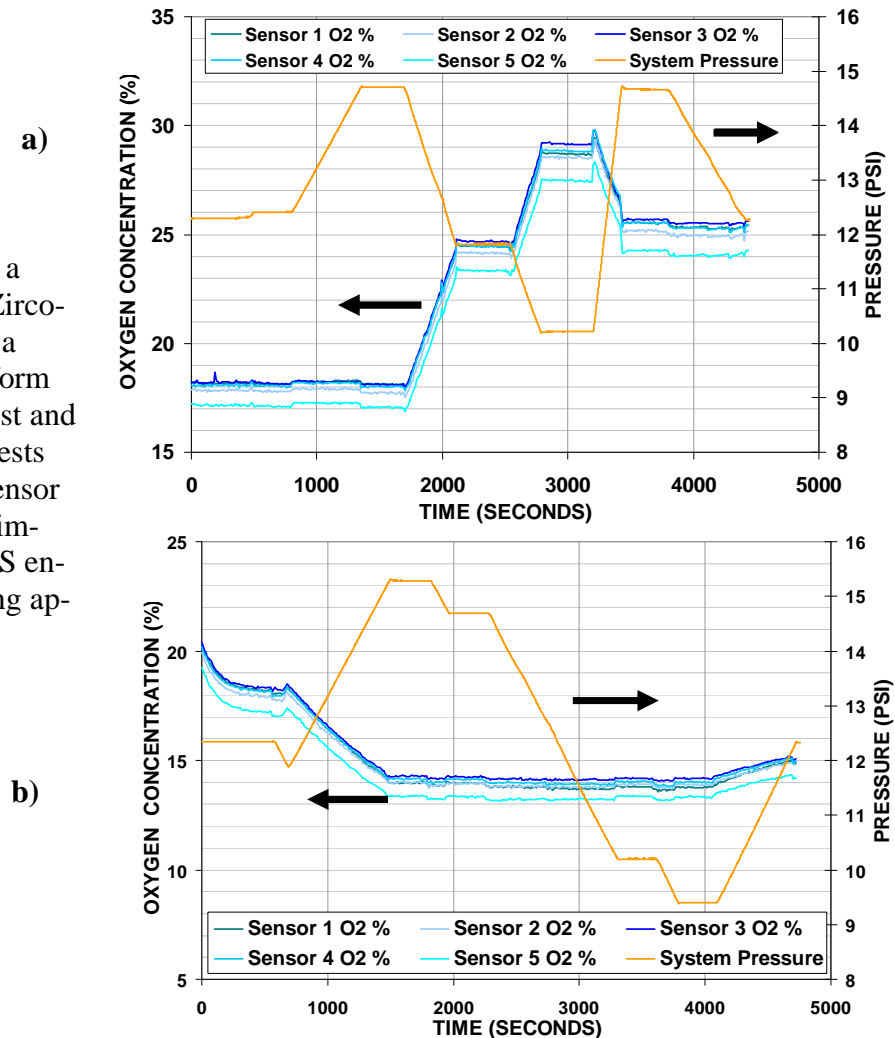 a)
a
Zirco-
a
form
st and
ests
ensor
im-
S en-
ng ap-
35
30
25
20
15
OXYGEN CONCENTRATION (%)
Sensor 1 O2 % Sensor 2 O2 % Sensor 3 O2 %
Sensor 4 O2 % Sensor 5 O2 % System Pressure
16
15
14
13
12
11
10
9
8
PRESSURE (PSI)
0 1000 2000 3000 4000 5000
TIME (SECONDS)
b)
25
20
15
10
5
OXYGEN CONCENTRATION (%)
16
15
14
13
12
11
10
9
8
PRESSURE (PSI)
Sensor 1 O2 % Sensor 2 O2 % Sensor 3 O2 %
Sensor 4 O2 % Sensor 5 O2 % System Pressure
0 1000 2000 3000 4000 5000
TIME (SECONDS)